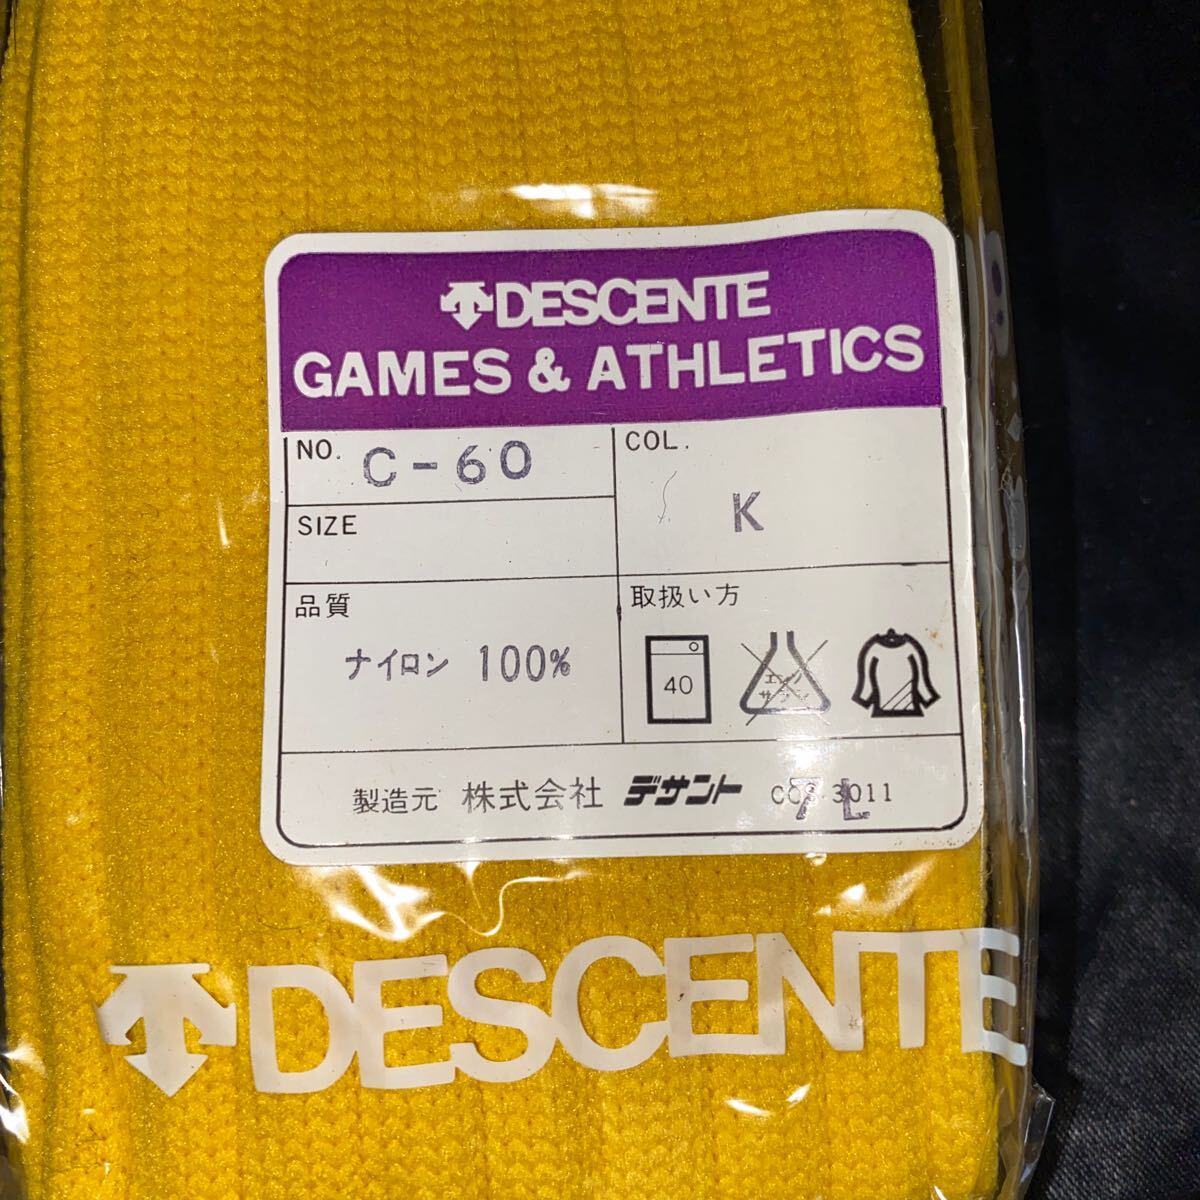 DESCENTE
GAMES & ATHLETICS
NO. C-60
COL. K
SIZE
品質
ナイロン 100%
取扱い方
40
製造元 株式会社 デサント
7L
DESCENTE